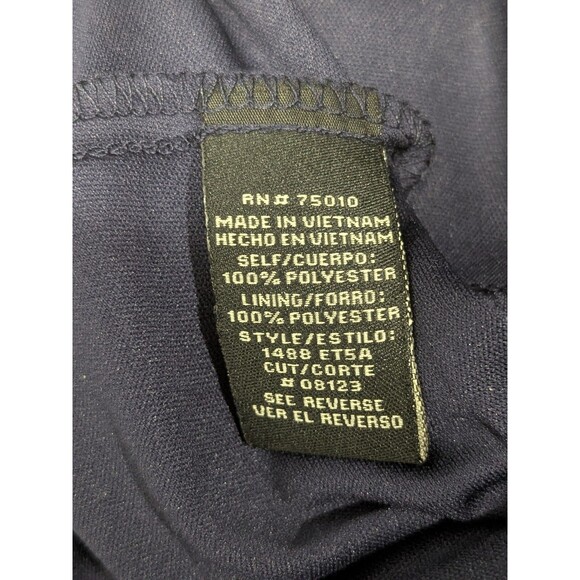 RN# 75010
MADE IN VIETNAM
HECHO EN VIETNAM
SELF/CUERPO:
100% POLYESTER
LINING/FORRO:
100% POLYESTER
STYLE/ESTILO:
1488 ET5A
CUT/CORTE
# 08123
SEE REVERSE
VER EL REVERSO